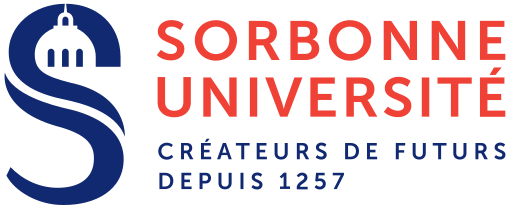 SORBONNE
UNIVERSITÉ
CRÉATEURS DE FUTURS
DEPUIS 1257